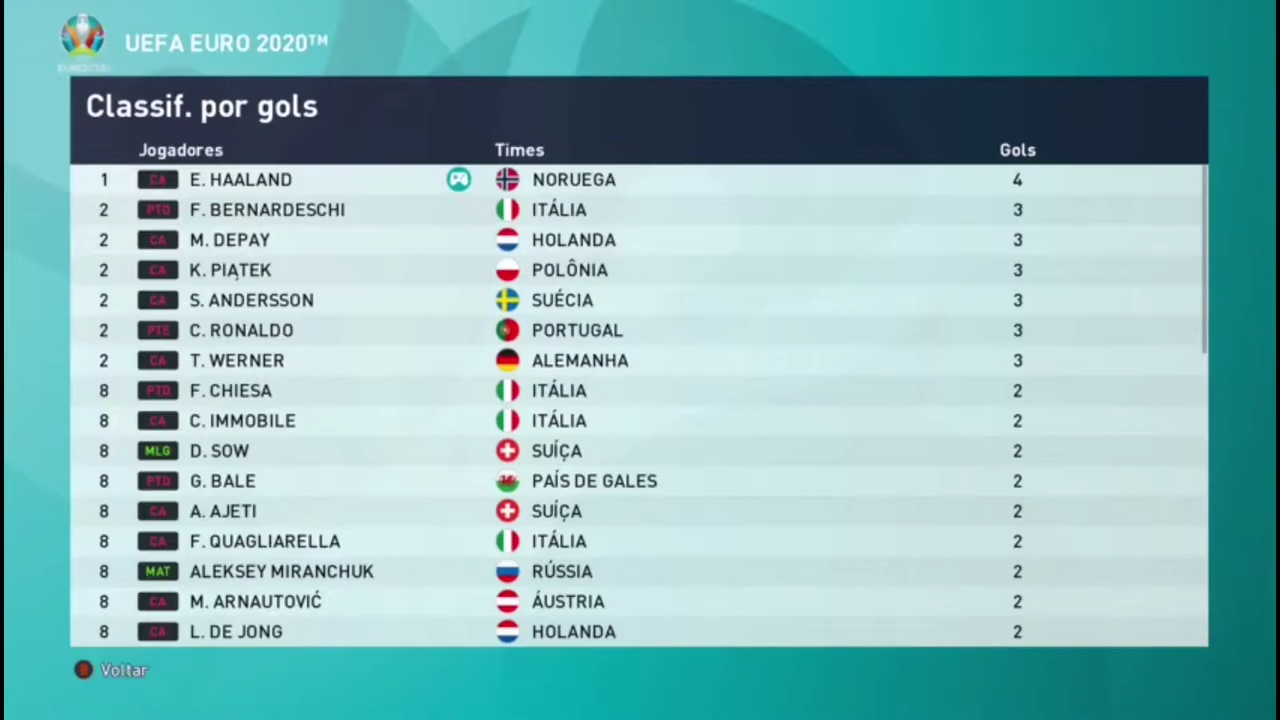 UEFA EURO 2020™
Classif. por gols
Jogadores Times Gols
1 CA E. HAALAND NORUEGA 4
2 PTD F. BERNARDESCHI ITÁLIA 3
2 CA M. DEPAY HOLANDA 3
2 CA K. PIĄTEK POLÔNIA 3
2 CA S. ANDERSSON SUÉCIA 3
2 PTE C. RONALDO PORTUGAL 3
2 CA T. WERNER ALEMANHA 3
8 PTD F. CHIESA ITÁLIA 2
8 CA C. IMMOBILE ITÁLIA 2
8 MLG D. SOW SUÍÇA 2
8 PTD G. BALE PAÍS DE GALES 2
8 CA A. AJETI SUÍÇA 2
8 CA F. QUAGLIARELLA ITÁLIA 2
8 MAT ALEKSEY MIRANCHUK RÚSSIA 2
8 CA M. ARNAUTOVIĆ ÁUSTRIA 2
8 CA L. DE JONG HOLANDA 2
Voltar